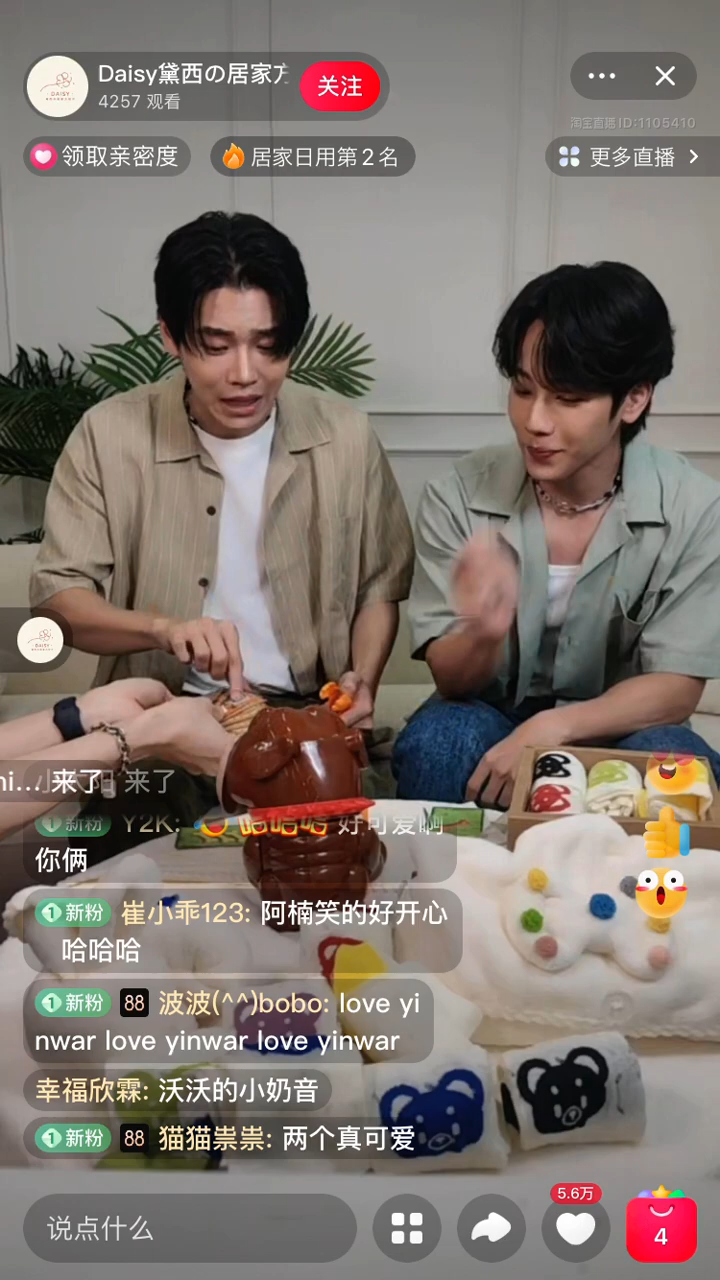 Daisy黛西の居家方
4257 观看
关注
淘宝直播ID:1105410
领取亲密度
居家日用第2名
更多直播
来了
来了
新粉 Y2K: 哈哈哈 好可爱啊
你俩
新粉 崔小乖123: 阿楠笑的好开心
哈哈哈
新粉 88 波波(^^)bobo: love yi
nwar love yinwar love yinwar
幸福欣霖: 沃沃的小奶音
新粉 88 猫猫祟祟: 两个真可爱
说点什么
5.6万
4